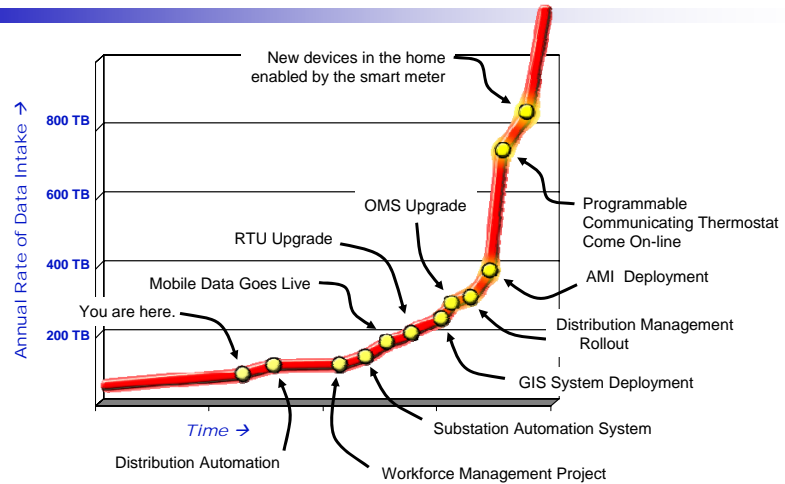 New devices in the home
enabled by the smart meter
Annual Rate of Data Intake →
800 TB
600 TB
400 TB
200 TB
OMS Upgrade
Programmable
Communicating Thermostat
Come On-line
RTU Upgrade
Mobile Data Goes Live
AMI Deployment
You are here.
Distribution Management
Rollout
GIS System Deployment
Time →
Substation Automation System
Distribution Automation
Workforce Management Project